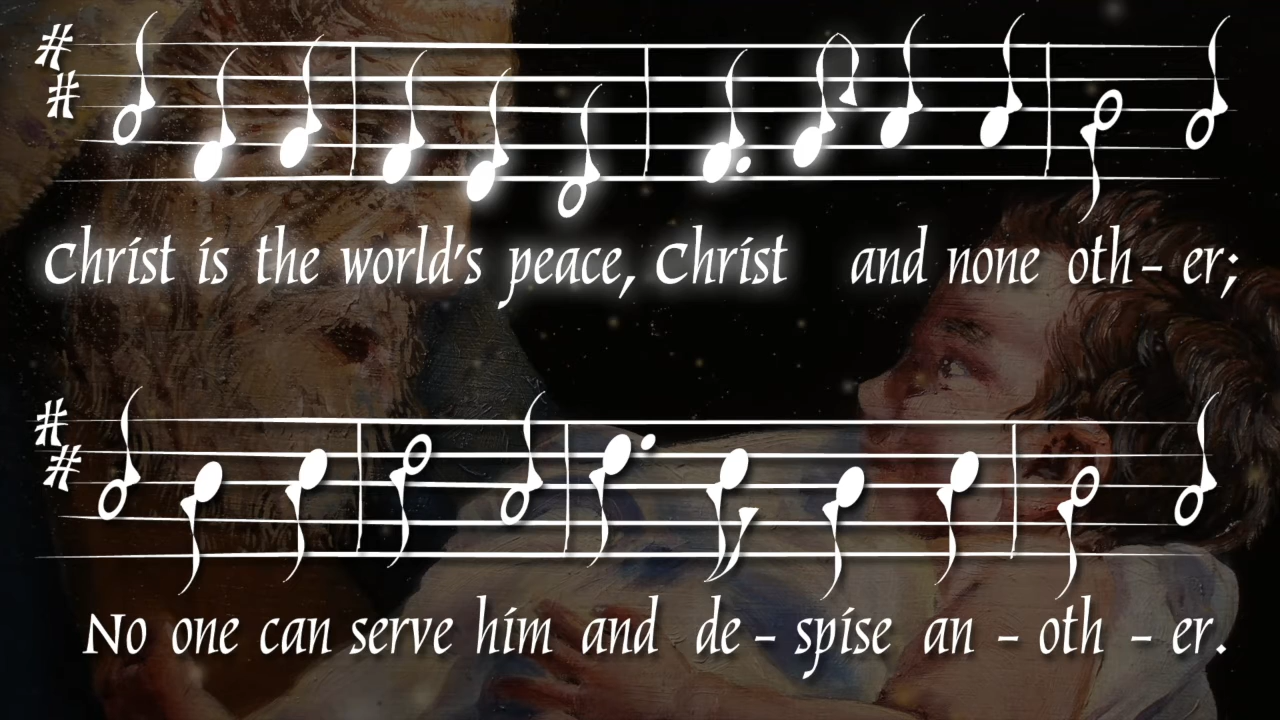 Christ is the world's peace, Christ and none oth - er;
No one can serve him and de - spise an - oth - er.